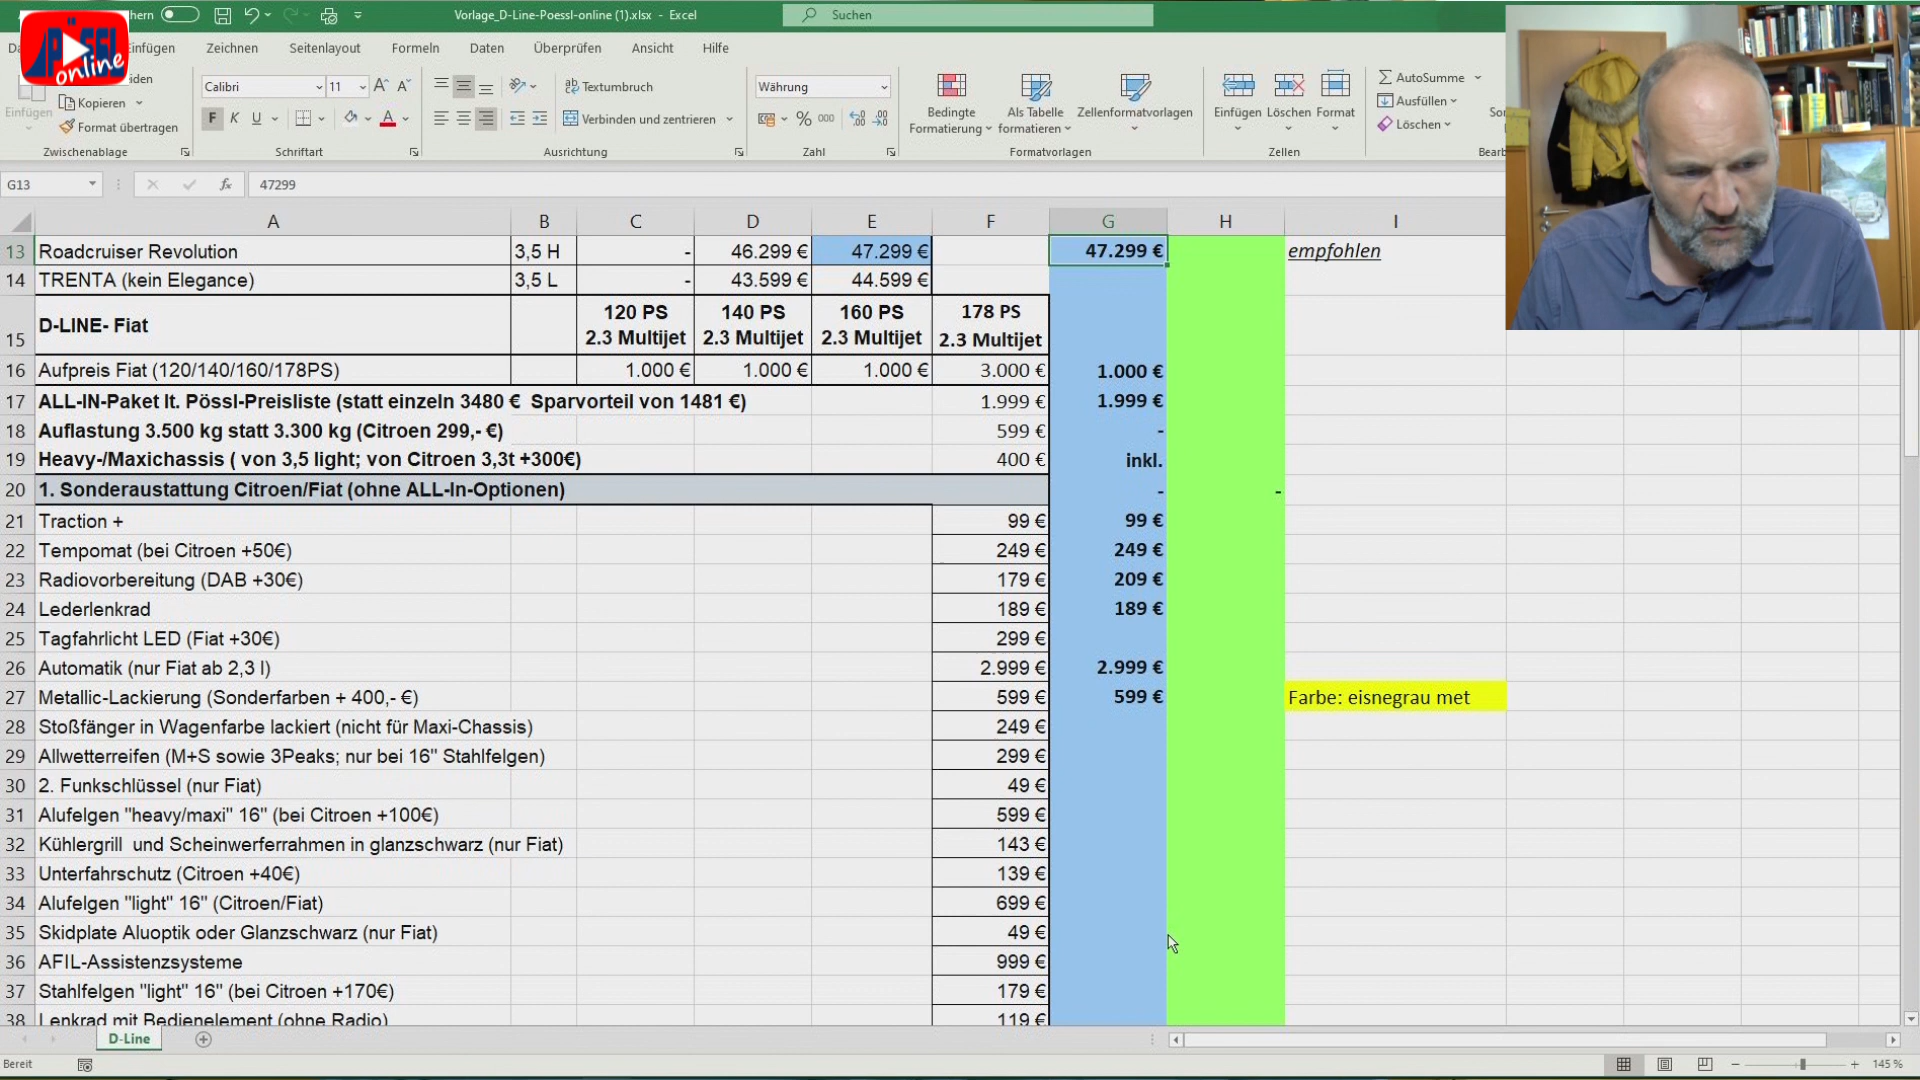 Vorlage_D-Line-Poessl-online (1).xlsx - Excel
Suchen
PÖSSL
online
Einfügen Zeichnen Seitenlayout Formeln Daten Überprüfen Ansicht Hilfe
Einfügen
Kopieren
Format übertragen
Zwischenablage
Calibri 11
F K U
Schriftart
Textumbruch
Verbinden und zentrieren
Ausrichtung
Währung
% 000
Zahl
Bedingte Formatierung
Als Tabelle formatieren
Zellenformatvorlagen
Formatvorlagen
Einfügen Löschen Format
Zellen
AutoSumme
Ausfüllen
Löschen
G13 fx 47299
A B C D E F G H I
13 Roadcruiser Revolution 3,5 H - 46.299 € 47.299 € 47.299 € empfohlen
14 TRENTA (kein Elegance) 3,5 L - 43.599 € 44.599 €
120 PS 140 PS 160 PS 178 PS
15 D-LINE- Fiat 2.3 Multijet 2.3 Multijet 2.3 Multijet 2.3 Multijet
16 Aufpreis Fiat (120/140/160/178PS) 1.000 € 1.000 € 1.000 € 3.000 € 1.000 €
17 ALL-IN-Paket lt. Pössl-Preisliste (statt einzeln 3480 € Sparvorteil von 1481 €) 1.999 € 1.999 €
18 Auflastung 3.500 kg statt 3.300 kg (Citroen 299,- €) 599 € -
19 Heavy-/Maxichassis ( von 3,5 light; von Citroen 3,3t +300€) 400 € inkl.
20 1. Sonderaustattung Citroen/Fiat (ohne ALL-In-Optionen) - -
21 Traction + 99 € 99 €
22 Tempomat (bei Citroen +50€) 249 € 249 €
23 Radiovorbereitung (DAB +30€) 179 € 209 €
24 Lederlenkrad 189 € 189 €
25 Tagfahrlicht LED (Fiat +30€) 299 €
26 Automatik (nur Fiat ab 2,3 l) 2.999 € 2.999 €
27 Metallic-Lackierung (Sonderfarben + 400,- €) 599 € 599 € Farbe: eisnegrau met
28 Stoßfänger in Wagenfarbe lackiert (nicht für Maxi-Chassis) 249 €
29 Allwetterreifen (M+S sowie 3Peaks; nur bei 16" Stahlfelgen) 299 €
30 2. Funkschlüssel (nur Fiat) 49 €
31 Alufelgen "heavy/maxi" 16" (bei Citroen +100€) 599 €
32 Kühlergrill und Scheinwerferrahmen in glanzschwarz (nur Fiat) 143 €
33 Unterfahrschutz (Citroen +40€) 139 €
34 Alufelgen "light" 16" (Citroen/Fiat) 699 €
35 Skidplate Aluoptik oder Glanzschwarz (nur Fiat) 49 €
36 AFIL-Assistenzsysteme 999 €
37 Stahlfelgen "light" 16" (bei Citroen +170€) 179 €
38 Lenkrad mit Bedienelement (ohne Radio) 119 €
D-Line
Bereit 145 %